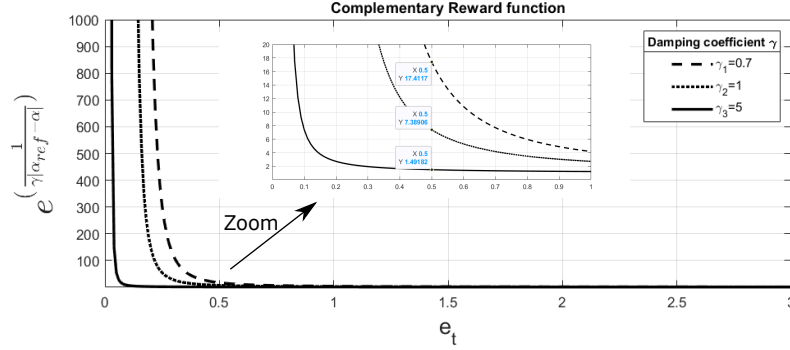 Complementary Reward function
1000
900
800
700
600
500
400
300
200
100
e^(1/(γ|α_ref-α|))
0 0.5 1 1.5 2 2.5 3
e_t
20
18
16
14
12
10
8
6
4
2
0 0.1 0.2 0.3 0.4 0.5 0.6 0.7 0.8 0.9 1
X 0.5
Y 17.4117
X 0.5
Y 7.38906
X 0.5
Y 1.49182
Zoom
Damping coefficient γ
γ₁=0.7
γ₂=1
γ₃=5